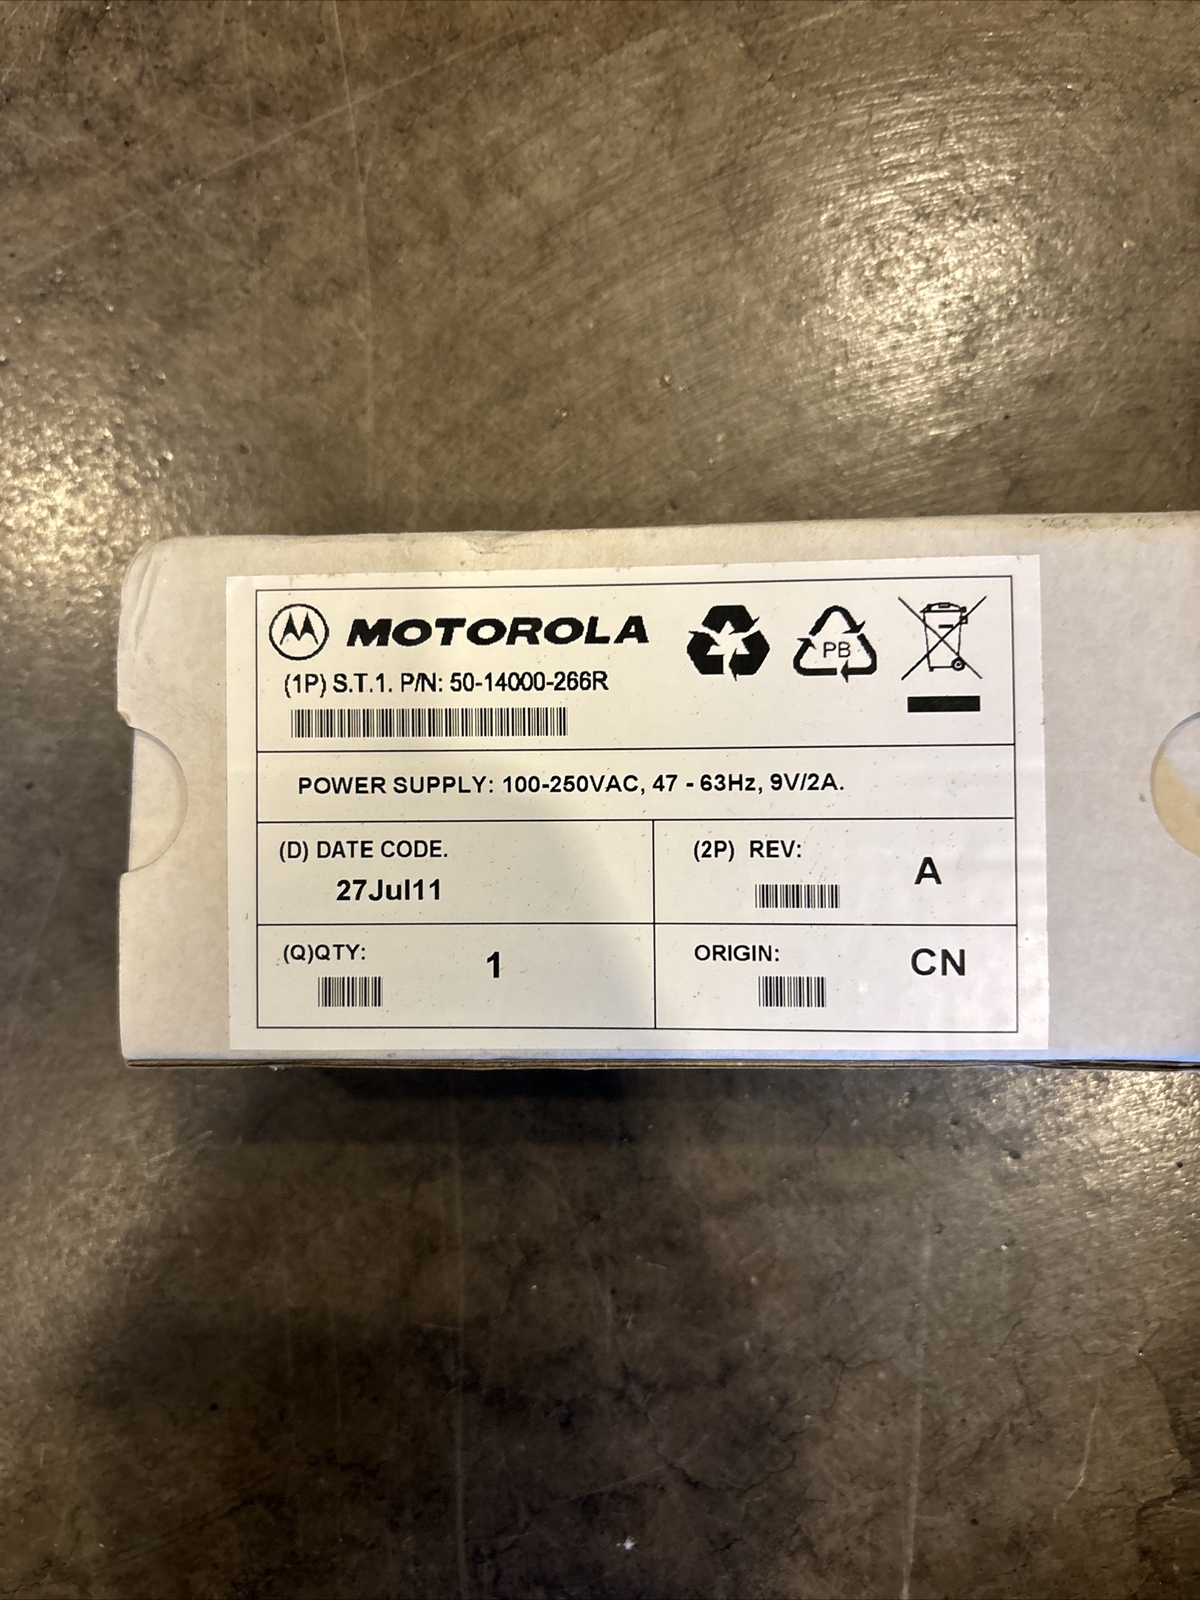 MOTOROLA
(1P) S.T.1. P/N: 50-14000-266R
PB
POWER SUPPLY: 100-250VAC, 47 - 63Hz, 9V/2A.
(D) DATE CODE.
27Jul11
(2P) REV:
A
(Q)QTY:
1
ORIGIN:
CN